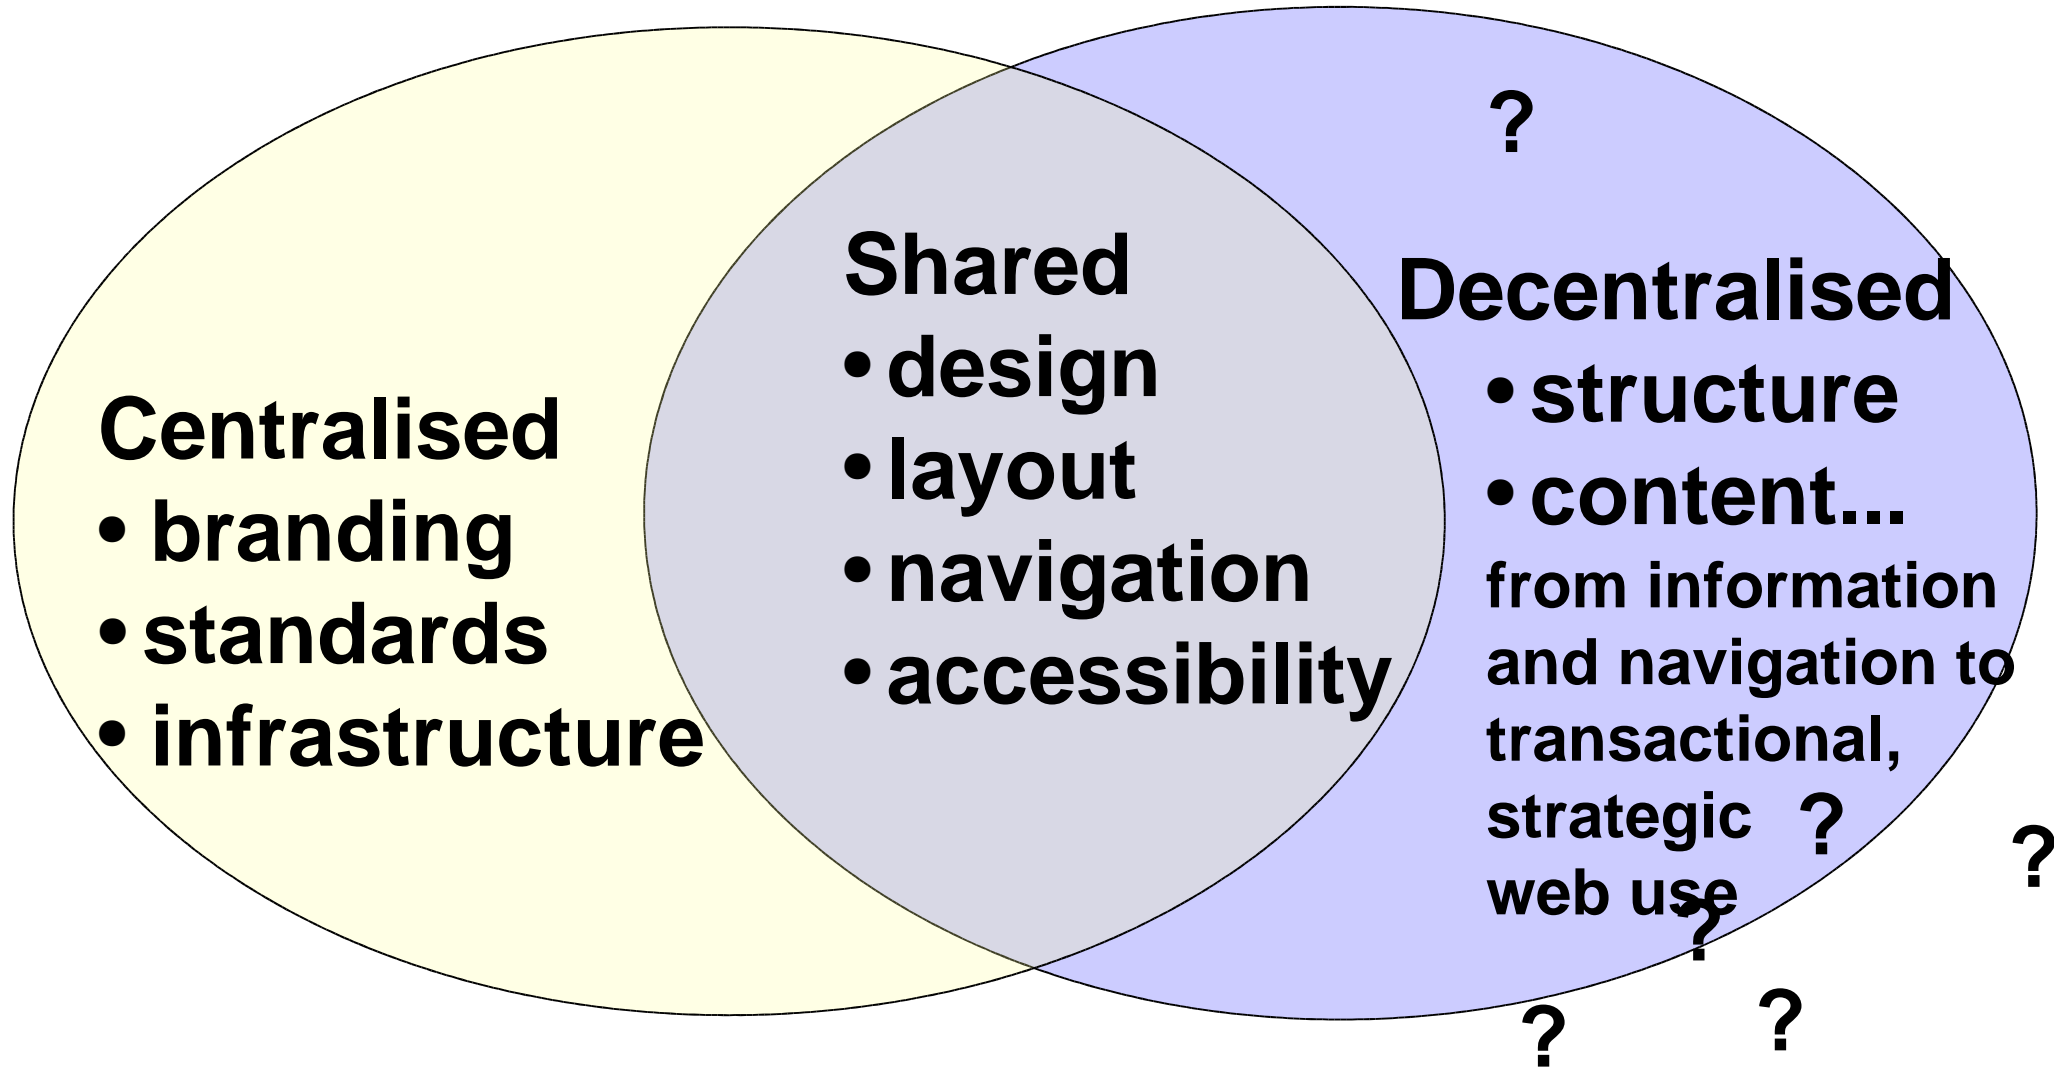 Centralised
• branding
• standards
• infrastructure
Shared
• design
• layout
• navigation
• accessibility
?
Decentralised
• structure
• content...
from information
and navigation to
transactional,
strategic ?
web use
?
?
?
?